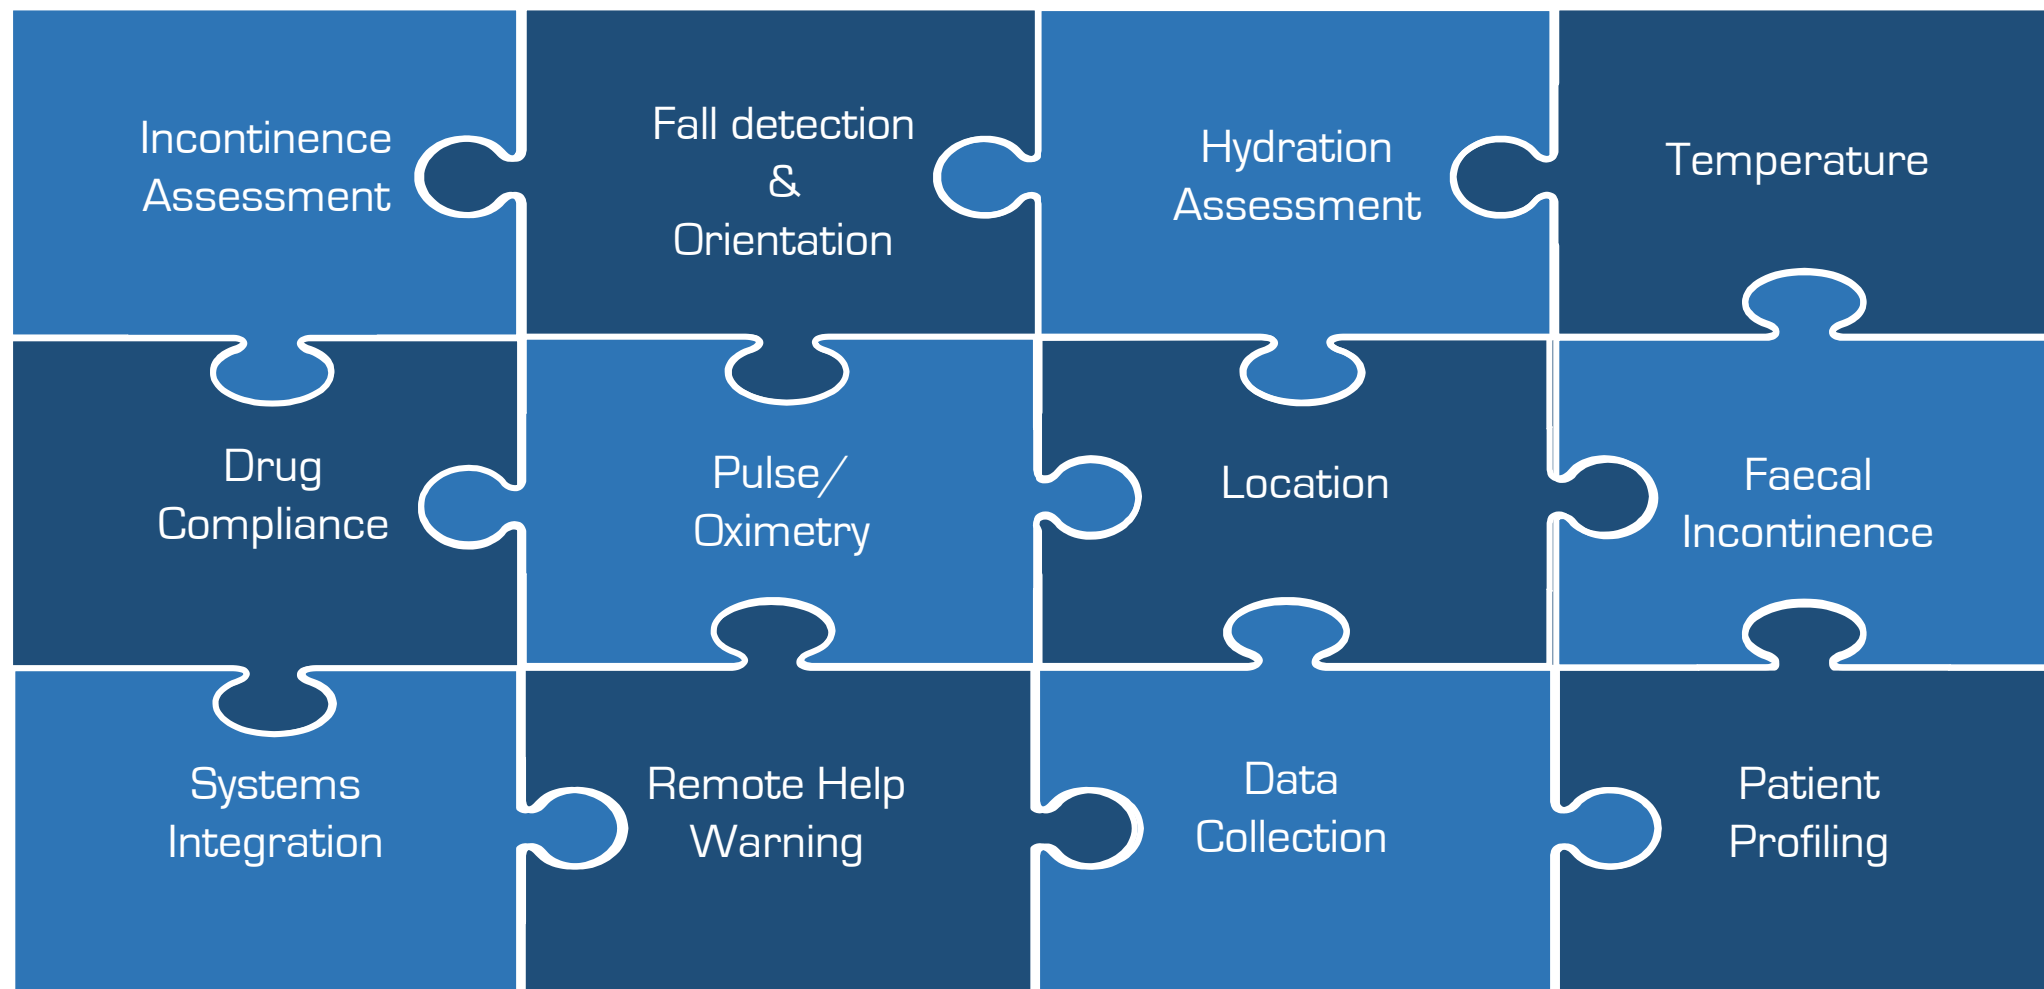 Incontinence
Assessment
Fall detection
&
Orientation
Hydration
Assessment
Temperature
Drug
Compliance
Pulse/
Oximetry
Location
Faecal
Incontinence
Systems
Integration
Remote Help
Warning
Data
Collection
Patient
Profiling